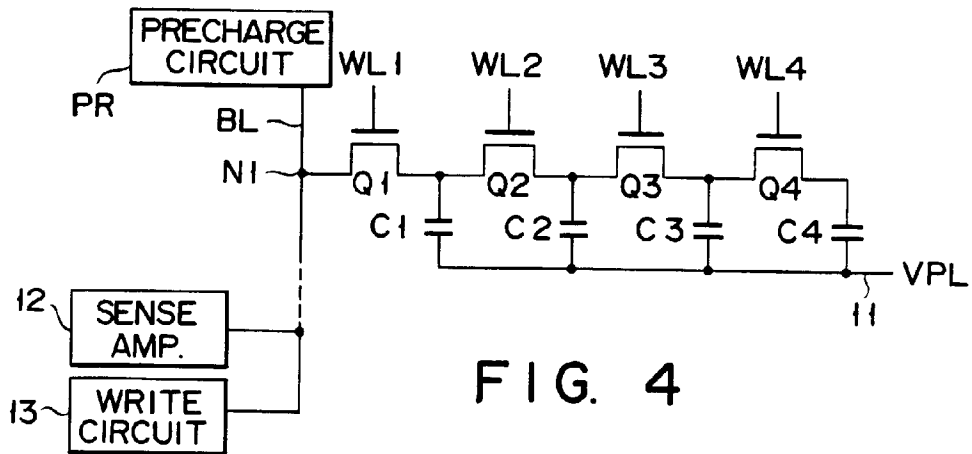 PRECHARGE
CIRCUIT
PR
BL
N1
WL1 WL2 WL3 WL4
Q1 Q2 Q3 Q4
C1 C2 C3 C4
VPL
11
12
SENSE
AMP.
13
WRITE
CIRCUIT
FIG. 4